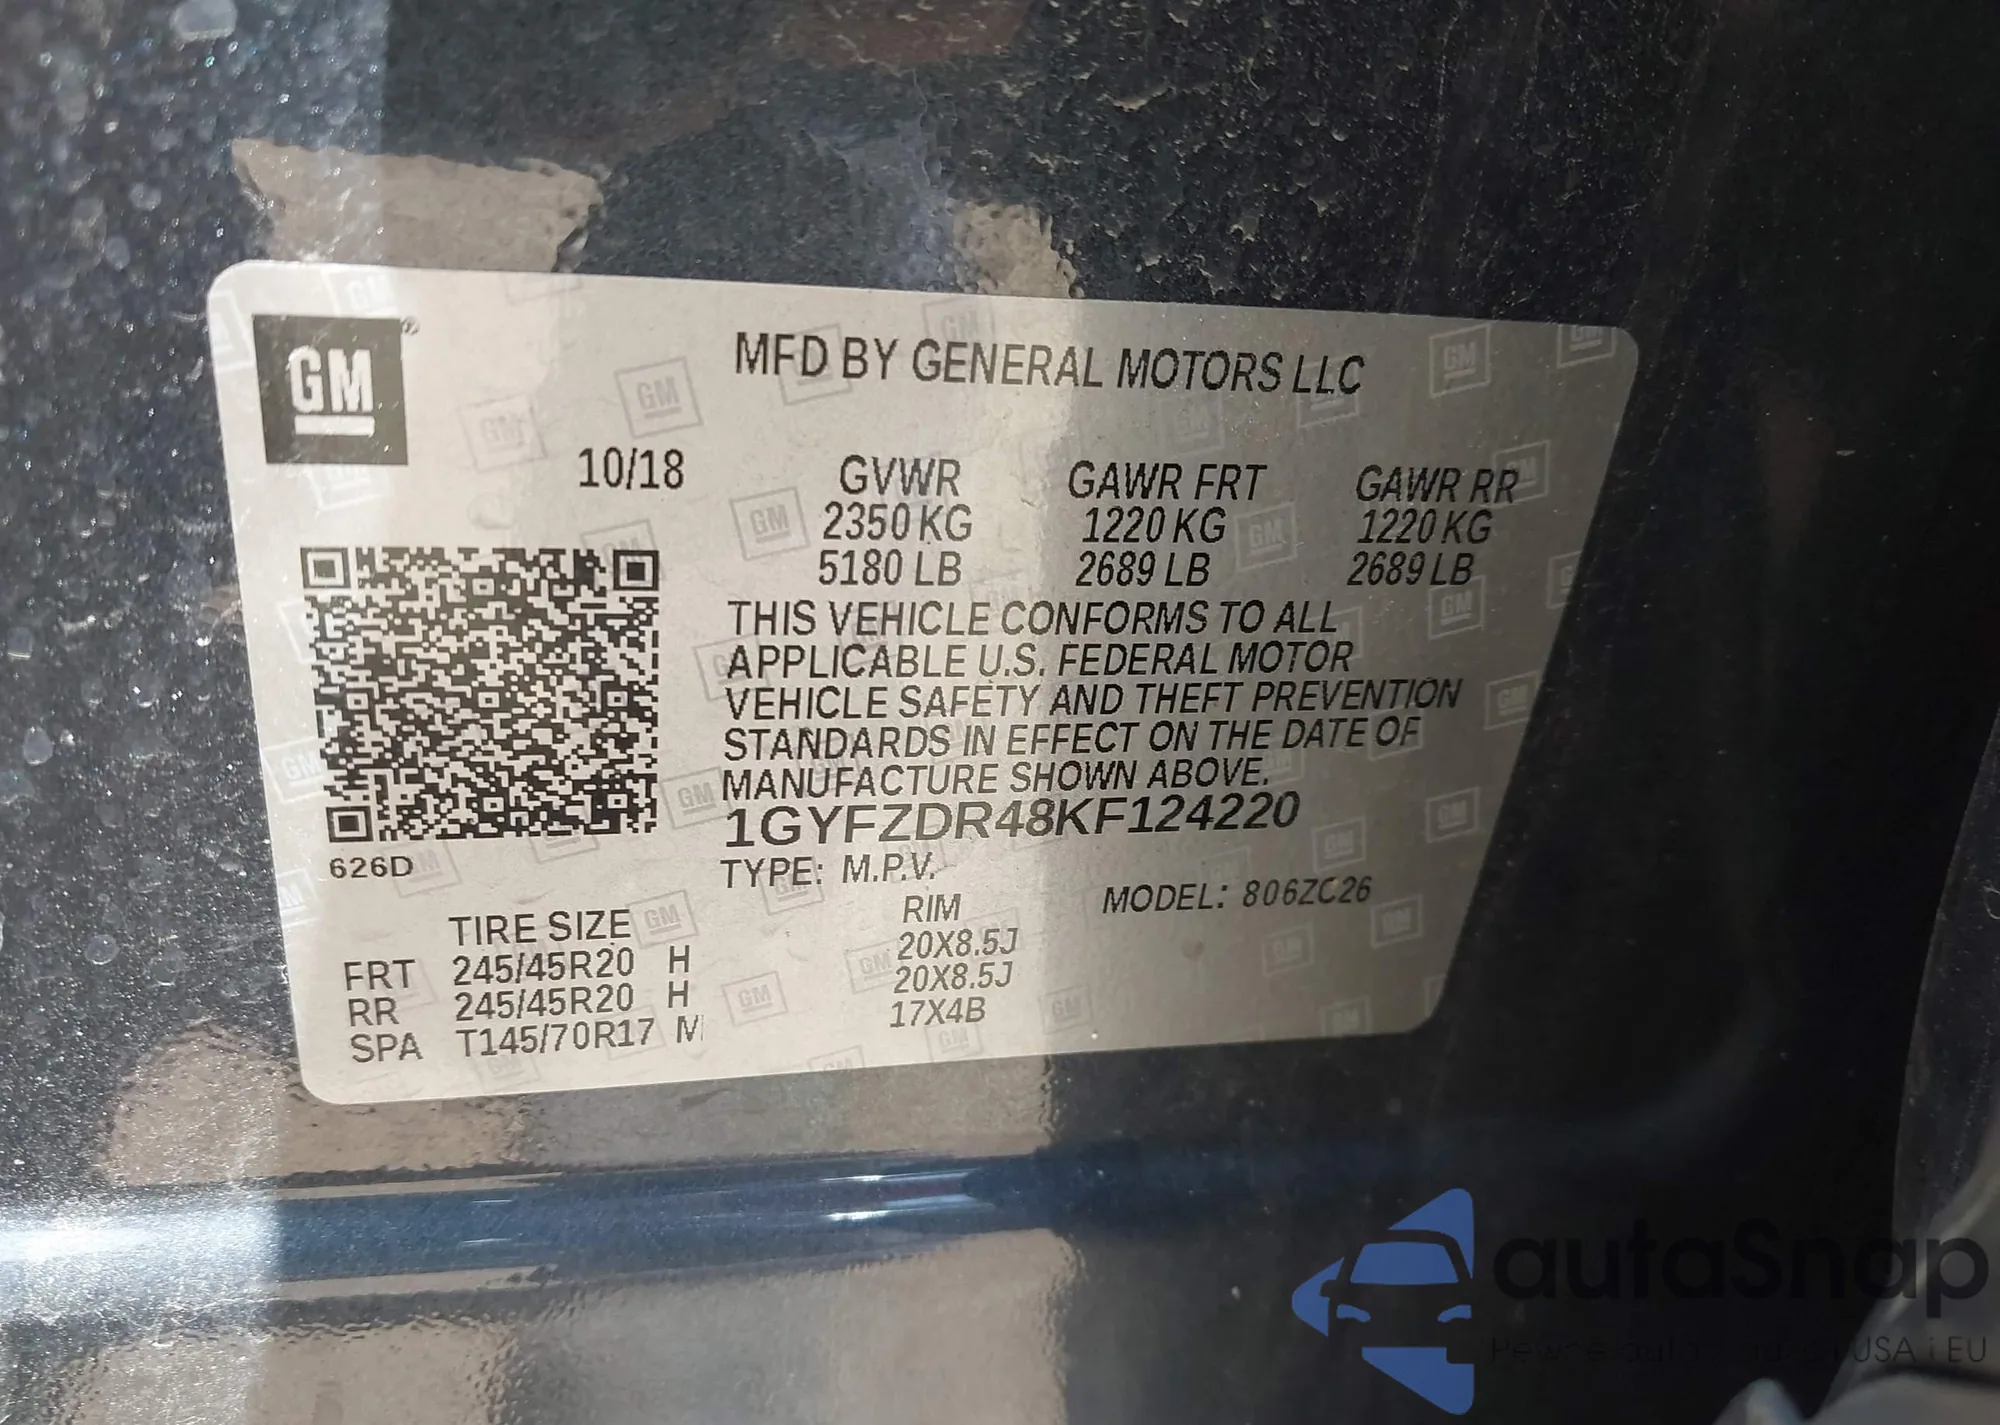 GM
MFD BY GENERAL MOTORS LLC
10/18
GVWR GAWR FRT GAWR RR
2350 KG 1220 KG 1220 KG
5180 LB 2689 LB 2689 LB
THIS VEHICLE CONFORMS TO ALL
APPLICABLE U.S. FEDERAL MOTOR
VEHICLE SAFETY AND THEFT PREVENTION
STANDARDS IN EFFECT ON THE DATE OF
MANUFACTURE SHOWN ABOVE.
1GYFZDR48KF124220
626D
TYPE: M.P.V. MODEL: 806ZC26
TIRE SIZE RIM
FRT 245/45R20 H 20X8.5J
RR 245/45R20 H 20X8.5J
SPA T145/70R17 M 17X4B
autaSnap
USA i EU